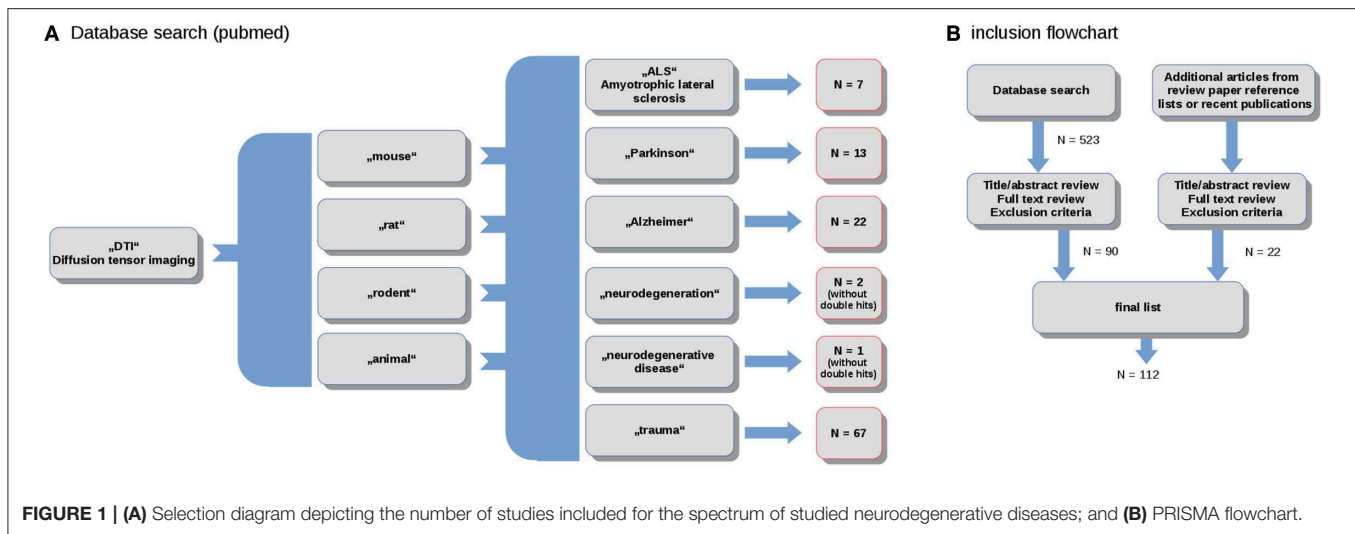 A Database search (pubmed)
„DTI“
Diffusion tensor imaging
„mouse“
„rat“
„rodent“
„animal“
„ALS“
Amyotrophic lateral
sclerosis
N = 7
„Parkinson“
N = 13
„Alzheimer“
N = 22
„neurodegeneration“
N = 2
(without
double hits)
„neurodegenerative
disease“
N = 1
(without
double hits)
„trauma“
N = 67
B inclusion flowchart
Database search
Additional articles from
review paper reference
lists or recent publications
N = 523
Title/abstract review
Full text review
Exclusion criteria
Title/abstract review
Full text review
Exclusion criteria
N = 90
N = 22
final list
N = 112
FIGURE 1 | (A) Selection diagram depicting the number of studies included for the spectrum of studied neurodegenerative diseases; and (B) PRISMA flowchart.